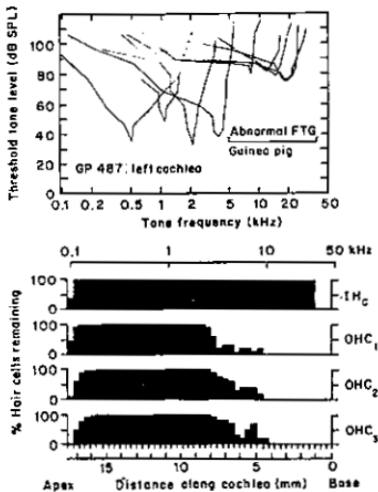 Threshold tone level (dB SPL)
100
80
60
40
20
0
Abnormal FTG
Guinea pig
GP 487: left cochlea
0.1 0.2 0.5 1 2 5 10 20 50
Tone frequency (kHz)
0.1 1 10 50 kHz
% Hair cells remaining
100
0
IHC
100
0
OHC1
100
0
OHC2
100
0
OHC3
15 10 5 0
Apex Distance along cochlea (mm) Base